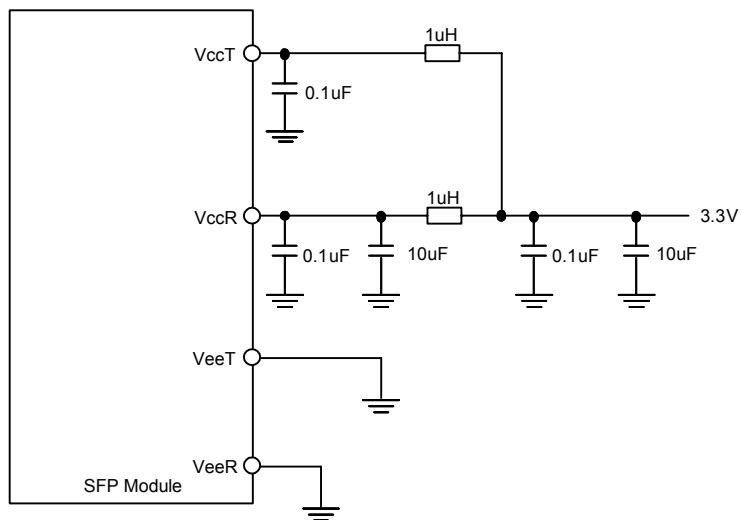 1uH
VccT
0.1uF
1uH
VccR
3.3V
0.1uF
10uF
0.1uF
10uF
VeeT
VeeR
SFP Module